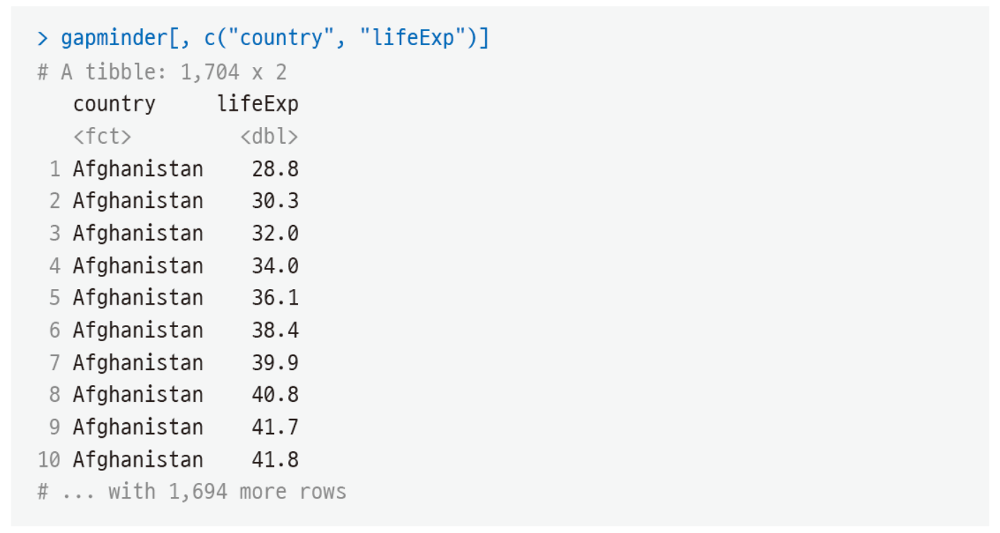 > gapminder[, c("country", "lifeExp")]
# A tibble: 1,704 x 2
   country     lifeExp
   <fct>         <dbl>
 1 Afghanistan    28.8
 2 Afghanistan    30.3
 3 Afghanistan    32.0
 4 Afghanistan    34.0
 5 Afghanistan    36.1
 6 Afghanistan    38.4
 7 Afghanistan    39.9
 8 Afghanistan    40.8
 9 Afghanistan    41.7
10 Afghanistan    41.8
# ... with 1,694 more rows